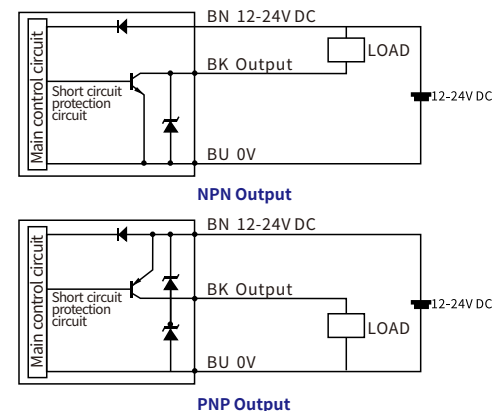 BN 12-24V DC
Main control circuit
LOAD
BK Output
Short circuit
protection
circuit
12-24V DC
BU 0V
NPN Output
BN 12-24V DC
Main control circuit
BK Output
Short circuit
protection
circuit
12-24V DC
LOAD
BU 0V
PNP Output